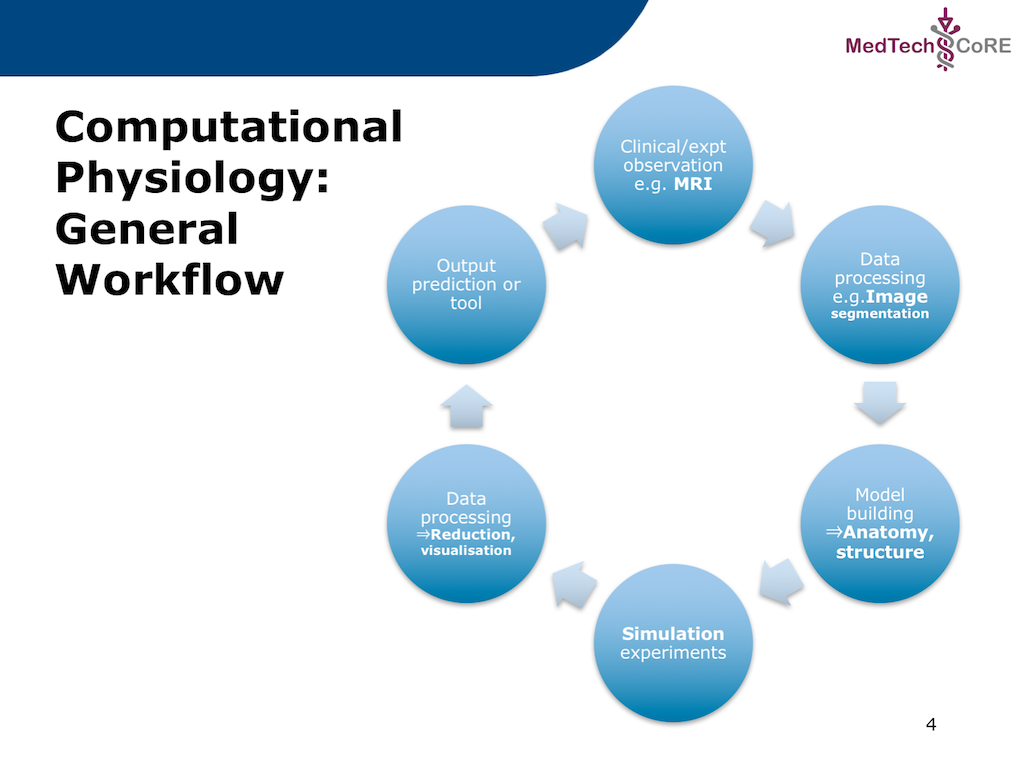 MedTech CoRE
Computational
Physiology:
General
Workflow
Clinical/expt
observation
e.g. MRI
Data
processing
e.g.Image
segmentation
Model
building
⇒Anatomy,
structure
Simulation
experiments
Data
processing
⇒Reduction,
visualisation
Output
prediction or
tool
4